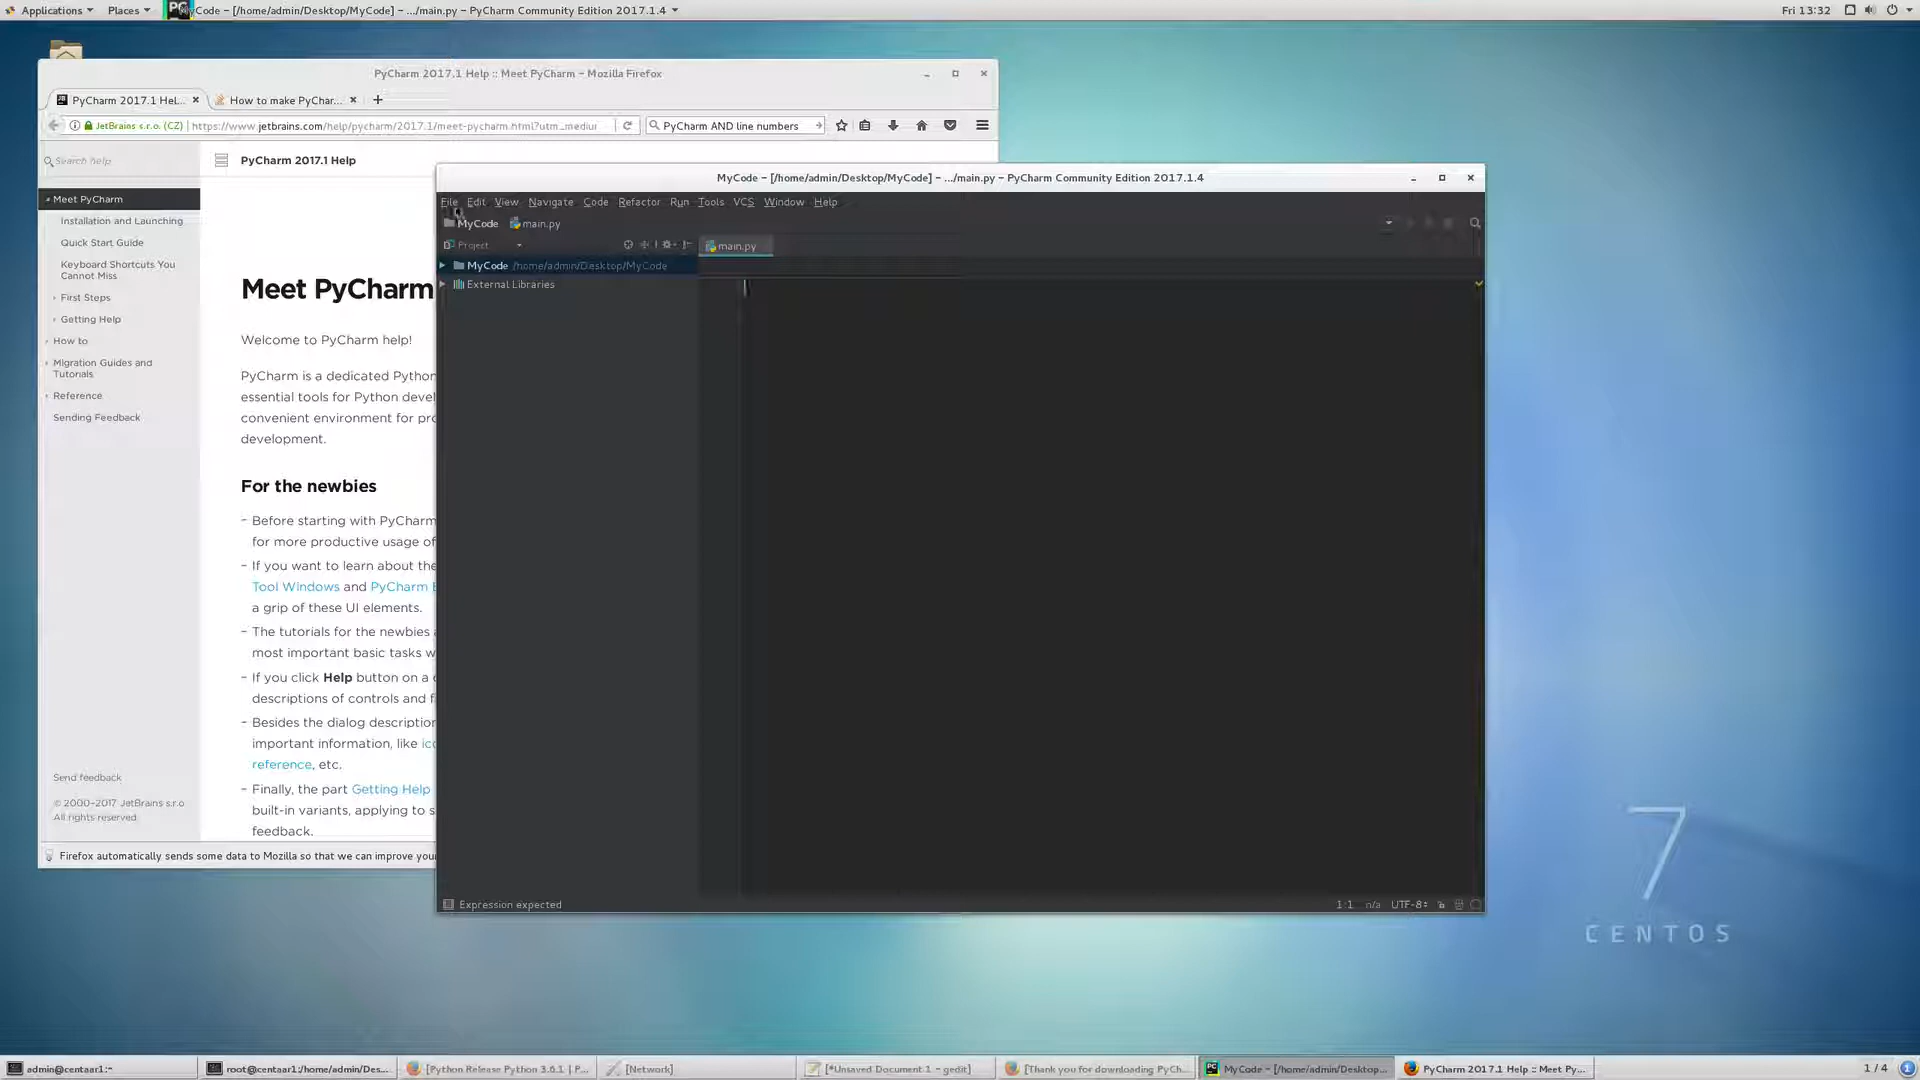 Applications
Places
MyCode - [/home/admin/Desktop/MyCode] - .../main.py - PyCharm Community Edition 2017.1.4
Fri 13:32
PyCharm 2017.1 Help :: Meet PyCharm - Mozilla Firefox
PyCharm 2017.1 Hel...
How to make PyChar...
JetBrains s.r.o. (CZ)
https://www.jetbrains.com/help/pycharm/2017.1/meet-pycharm.html?utm_mediu
PyCharm AND line numbers
Search help
PyCharm 2017.1 Help
Meet PyCharm
Installation and Launching
Quick Start Guide
Keyboard Shortcuts You
Cannot Miss
First Steps
Getting Help
How to
Migration Guides and
Tutorials
Reference
Sending Feedback
Send feedback
© 2000-2017 JetBrains s.r.o
All rights reserved
Meet PyCharm
Welcome to PyCharm help!
PyCharm is a dedicated Python
essential tools for Python devel
convenient environment for pro
development.
For the newbies
– Before starting with PyCharm
for more productive usage of
– If you want to learn about the
Tool Windows and PyCharm E
a grip of these UI elements.
– The tutorials for the newbies a
most important basic tasks w
– If you click Help button on a
descriptions of controls and f
– Besides the dialog description
important information, like ico
reference, etc.
– Finally, the part Getting Help
built-in variants, applying to s
feedback.
Firefox automatically sends some data to Mozilla so that we can improve your
MyCode - [/home/admin/Desktop/MyCode] - .../main.py - PyCharm Community Edition 2017.1.4
File Edit View Navigate Code Refactor Run Tools VCS Window Help
MyCode main.py
Project
main.py
MyCode /home/admin/Desktop/MyCode
External Libraries
Expression expected
1:1 n/a UTF-8
7
CENTOS
admin@centaar1:~
root@centaar1:/home/admin/Des...
[Python Release Python 3.6.1 | P...
[Network]
[*Unsaved Document 1 - gedit]
[Thank you for downloading PyCh...
MyCode - [/home/admin/Desktop...
PyCharm 2017.1 Help :: Meet Py...
1 / 4